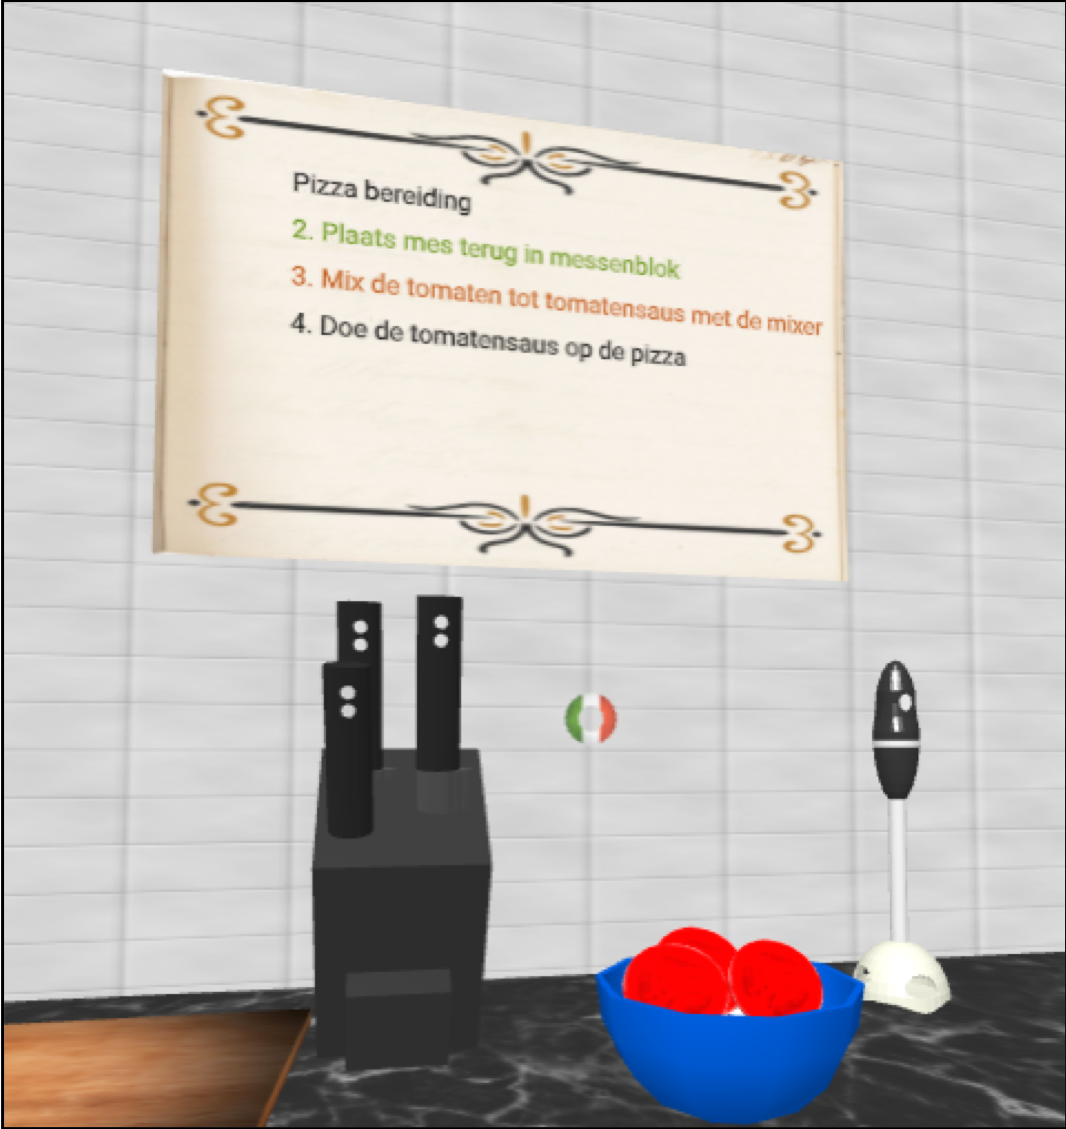 Pizza bereiding
2. Plaats mes terug in messenblok
3. Mix de tomaten tot tomatensaus met de mixer
4. Doe de tomatensaus op de pizza